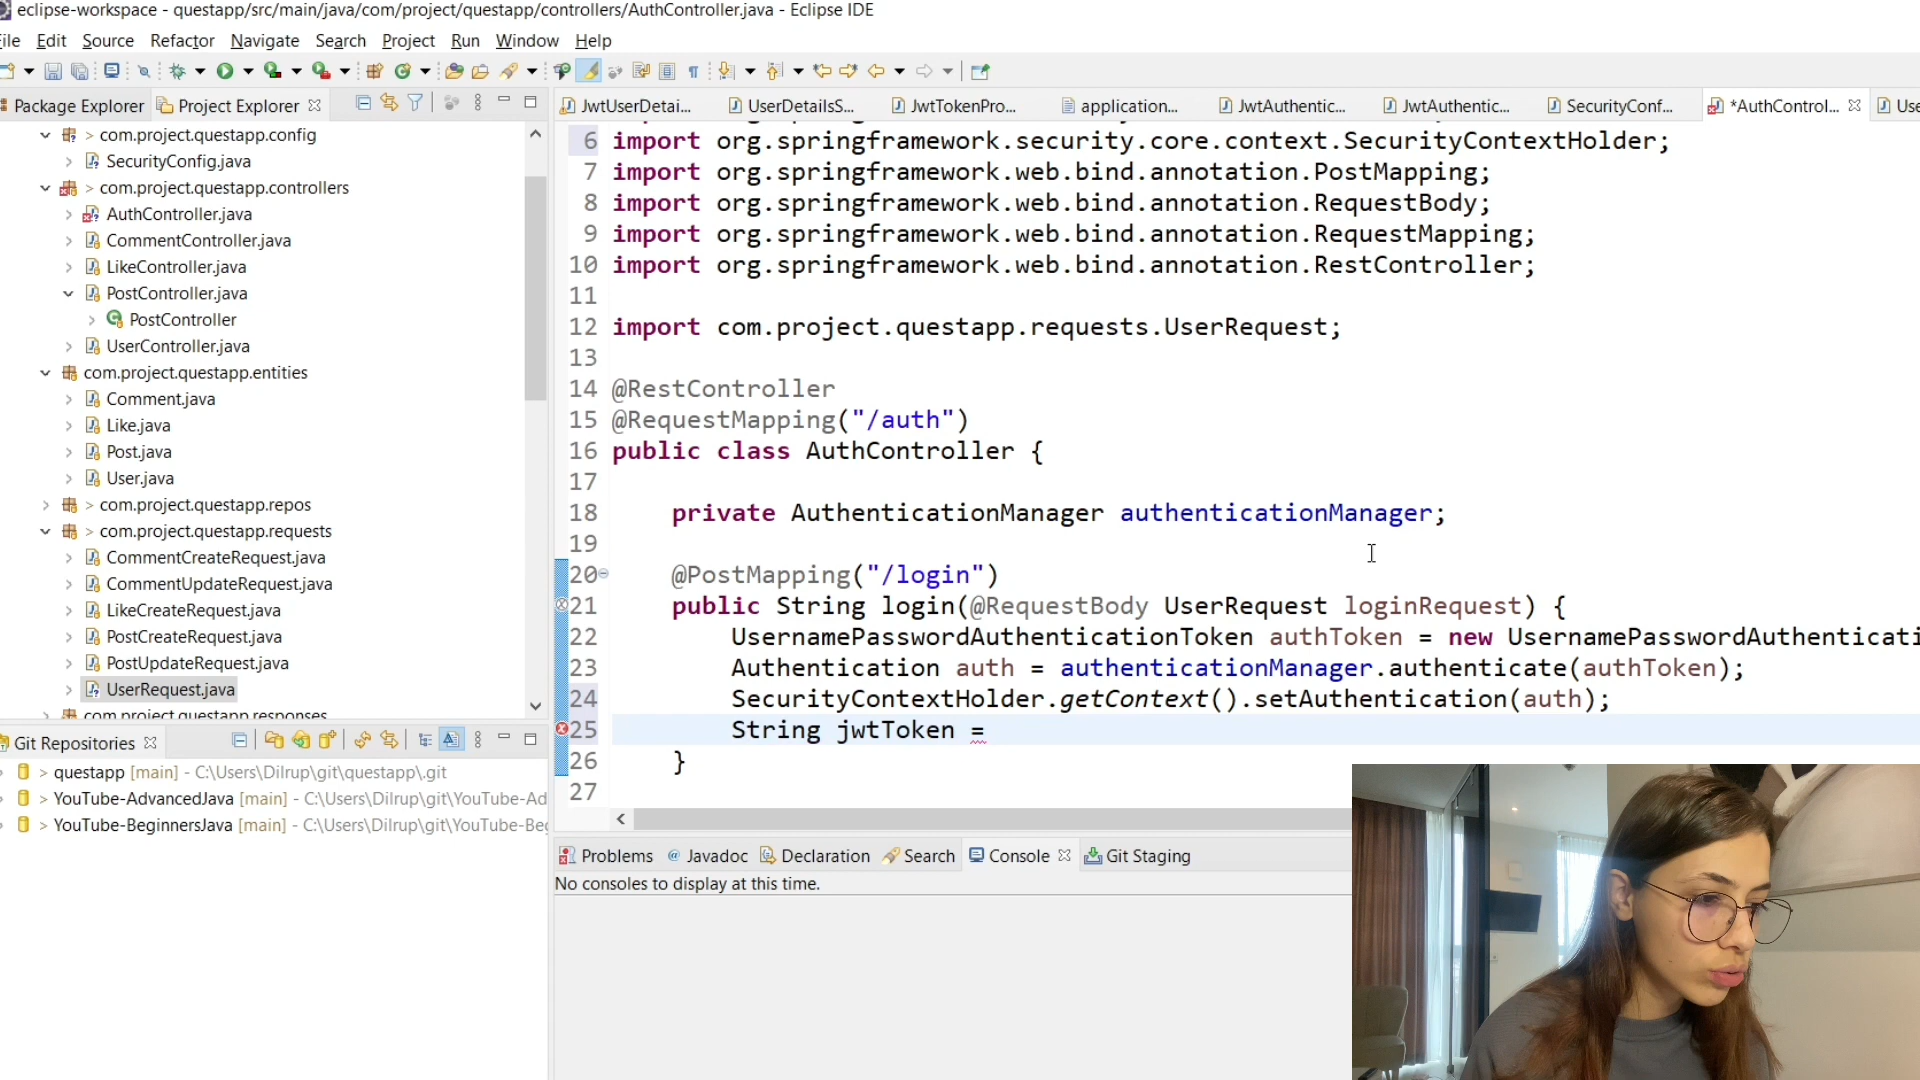 eclipse-workspace - questapp/src/main/java/com/project/questapp/controllers/AuthController.java - Eclipse IDE
File Edit Source Refactor Navigate Search Project Run Window Help
Package Explorer Project Explorer
JwtUserDetai... UserDetailsS... JwtTokenPro... application... JwtAuthentic... JwtAuthentic... SecurityConf... *AuthControl... Use
> com.project.questapp.config
SecurityConfig.java
> com.project.questapp.controllers
AuthController.java
CommentController.java
LikeController.java
PostController.java
PostController
UserController.java
com.project.questapp.entities
Comment.java
Like.java
Post.java
User.java
> com.project.questapp.repos
> com.project.questapp.requests
CommentCreateRequest.java
CommentUpdateRequest.java
LikeCreateRequest.java
PostCreateRequest.java
PostUpdateRequest.java
UserRequest.java
com.project.questapp.responses
6 import org.springframework.security.core.context.SecurityContextHolder;
7 import org.springframework.web.bind.annotation.PostMapping;
8 import org.springframework.web.bind.annotation.RequestBody;
9 import org.springframework.web.bind.annotation.RequestMapping;
10 import org.springframework.web.bind.annotation.RestController;
11
12 import com.project.questapp.requests.UserRequest;
13
14 @RestController
15 @RequestMapping("/auth")
16 public class AuthController {
17
18 private AuthenticationManager authenticationManager;
19
20 @PostMapping("/login")
21 public String login(@RequestBody UserRequest loginRequest) {
22 UsernamePasswordAuthenticationToken authToken = new UsernamePasswordAuthenticati
23 Authentication auth = authenticationManager.authenticate(authToken);
24 SecurityContextHolder.getContext().setAuthentication(auth);
25 String jwtToken =
26 }
27
Git Repositories
> questapp [main] - C:\Users\Dilrup\git\questapp\.git
> YouTube-AdvancedJava [main] - C:\Users\Dilrup\git\YouTube-Ad
> YouTube-BeginnersJava [main] - C:\Users\Dilrup\git\YouTube-Be
Problems @ Javadoc Declaration Search Console Git Staging
No consoles to display at this time.